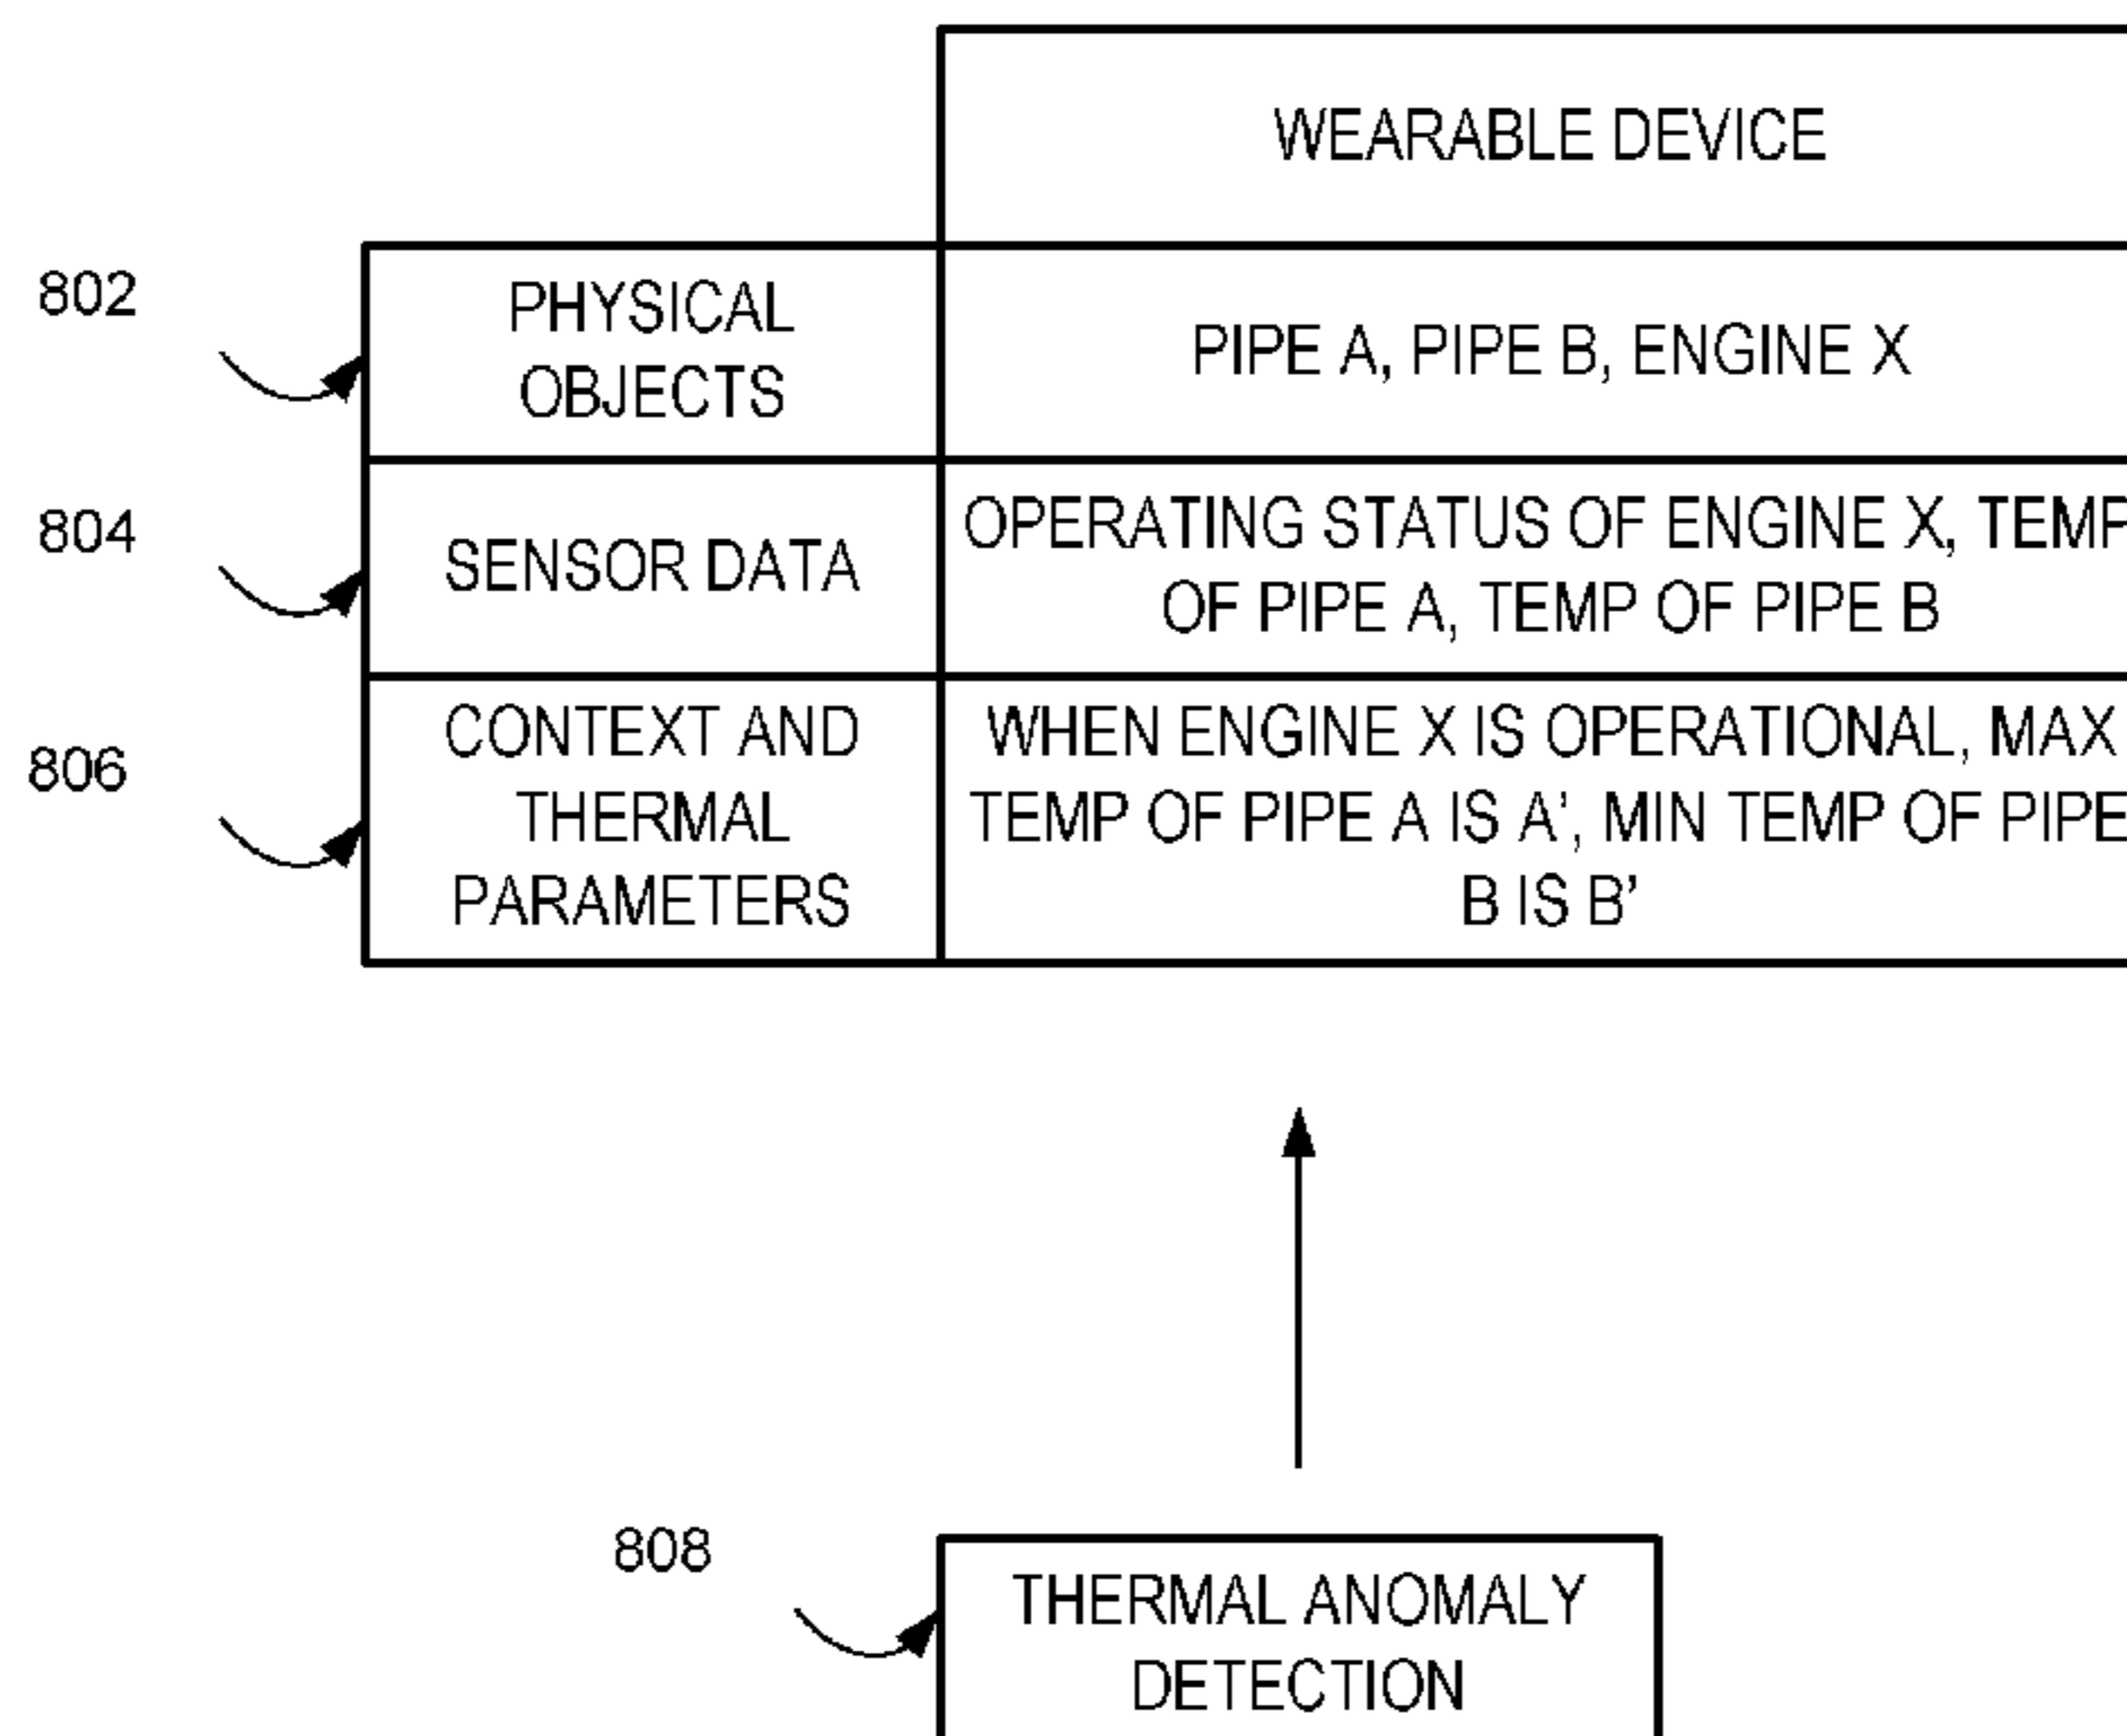 WEARABLE DEVICE
802
PHYSICAL
OBJECTS
PIPE A, PIPE B, ENGINE X
804
SENSOR DATA
OPERATING STATUS OF ENGINE X, TEMP
OF PIPE A, TEMP OF PIPE B
806
CONTEXT AND
THERMAL
PARAMETERS
WHEN ENGINE X IS OPERATIONAL, MAX
TEMP OF PIPE A IS A', MIN TEMP OF PIPE
B IS B'
808
THERMAL ANOMALY
DETECTION